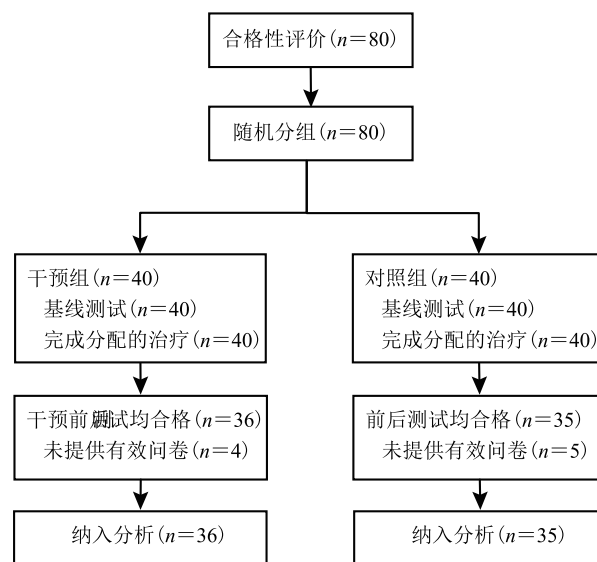 合格性评价(n=80)
随机分组(n=80)
干预组(n=40)
基线测试(n=40)
完成分配的治疗(n=40)
对照组(n=40)
基线测试(n=40)
完成分配的治疗(n=40)
干预前后测试均合格(n=36)
未提供有效问卷(n=4)
前后测试均合格(n=35)
未提供有效问卷(n=5)
纳入分析(n=36)
纳入分析(n=35)